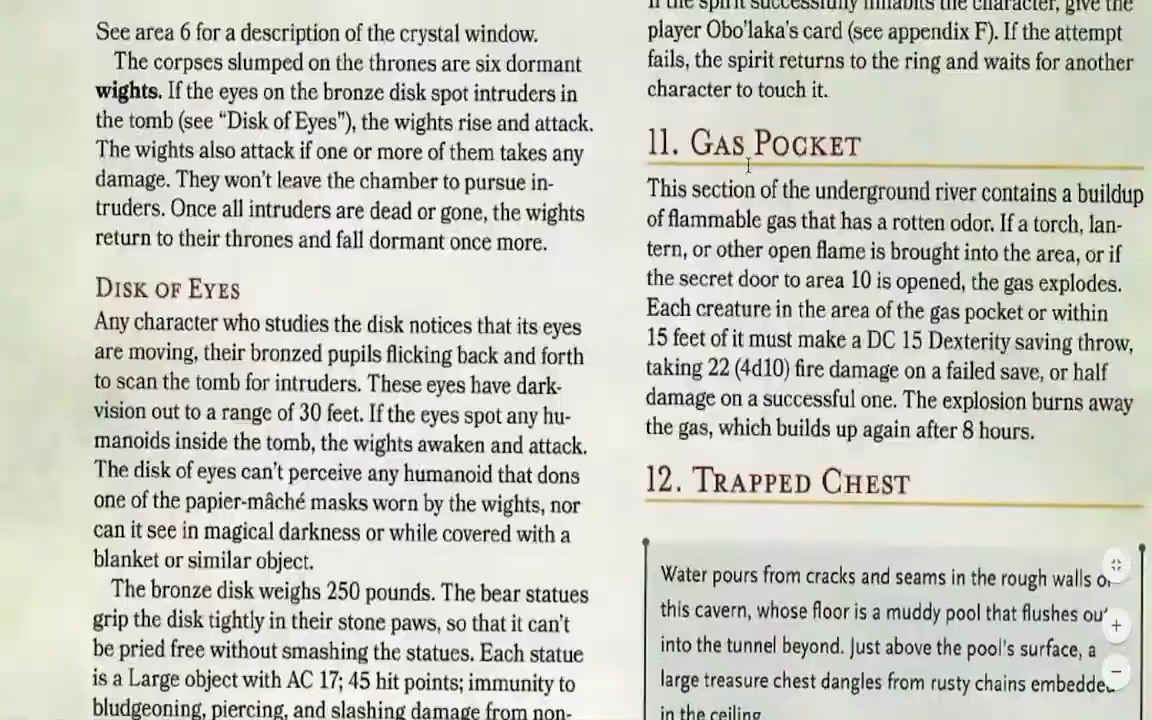 See area 6 for a description of the crystal window.
The corpses slumped on the thrones are six dormant
wights. If the eyes on the bronze disk spot intruders in
the tomb (see “Disk of Eyes”), the wights rise and attack.
The wights also attack if one or more of them takes any
damage. They won't leave the chamber to pursue in-
truders. Once all intruders are dead or gone, the wights
return to their thrones and fall dormant once more.
Disk of Eyes
Any character who studies the disk notices that its eyes
are moving, their bronzed pupils flicking back and forth
to scan the tomb for intruders. These eyes have dark-
vision out to a range of 30 feet. If the eyes spot any hu-
manoids inside the tomb, the wights awaken and attack.
The disk of eyes can't perceive any humanoid that dons
one of the papier-mâché masks worn by the wights, nor
can it see in magical darkness or while covered with a
blanket or similar object.
The bronze disk weighs 250 pounds. The bear statues
grip the disk tightly in their stone paws, so that it can't
be pried free without smashing the statues. Each statue
is a Large object with AC 17; 45 hit points; immunity to
bludgeoning, piercing, and slashing damage from non-
If the spirit successfully inhabits the character, give the
player Obo'laka's card (see appendix F). If the attempt
fails, the spirit returns to the ring and waits for another
character to touch it.
11. Gas Pocket
This section of the underground river contains a buildup
of flammable gas that has a rotten odor. If a torch, lan-
tern, or other open flame is brought into the area, or if
the secret door to area 10 is opened, the gas explodes.
Each creature in the area of the gas pocket or within
15 feet of it must make a DC 15 Dexterity saving throw,
taking 22 (4d10) fire damage on a failed save, or half
damage on a successful one. The explosion burns away
the gas, which builds up again after 8 hours.
12. Trapped Chest
Water pours from cracks and seams in the rough walls of
this cavern, whose floor is a muddy pool that flushes out
into the tunnel beyond. Just above the pool's surface, a
large treasure chest dangles from rusty chains embedded
in the ceiling.